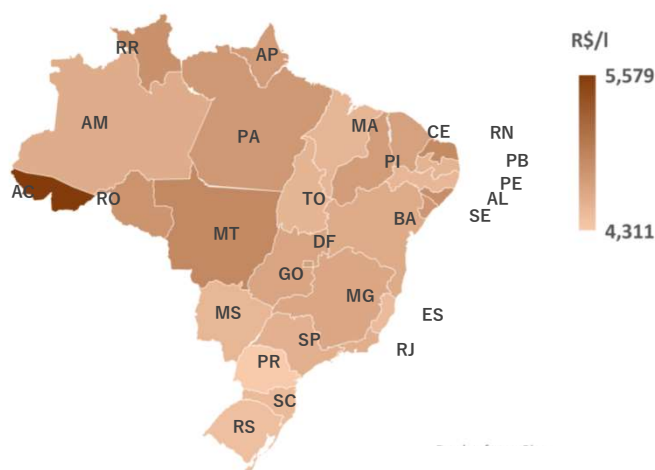 RR
AP
R$/l
5,579
AM
PA
MA
CE
RN
PI
PB
PE
AC
RO
TO
AL
BA
SE
MT
DF
4,311
GO
MG
MS
ES
SP
RJ
PR
SC
RS